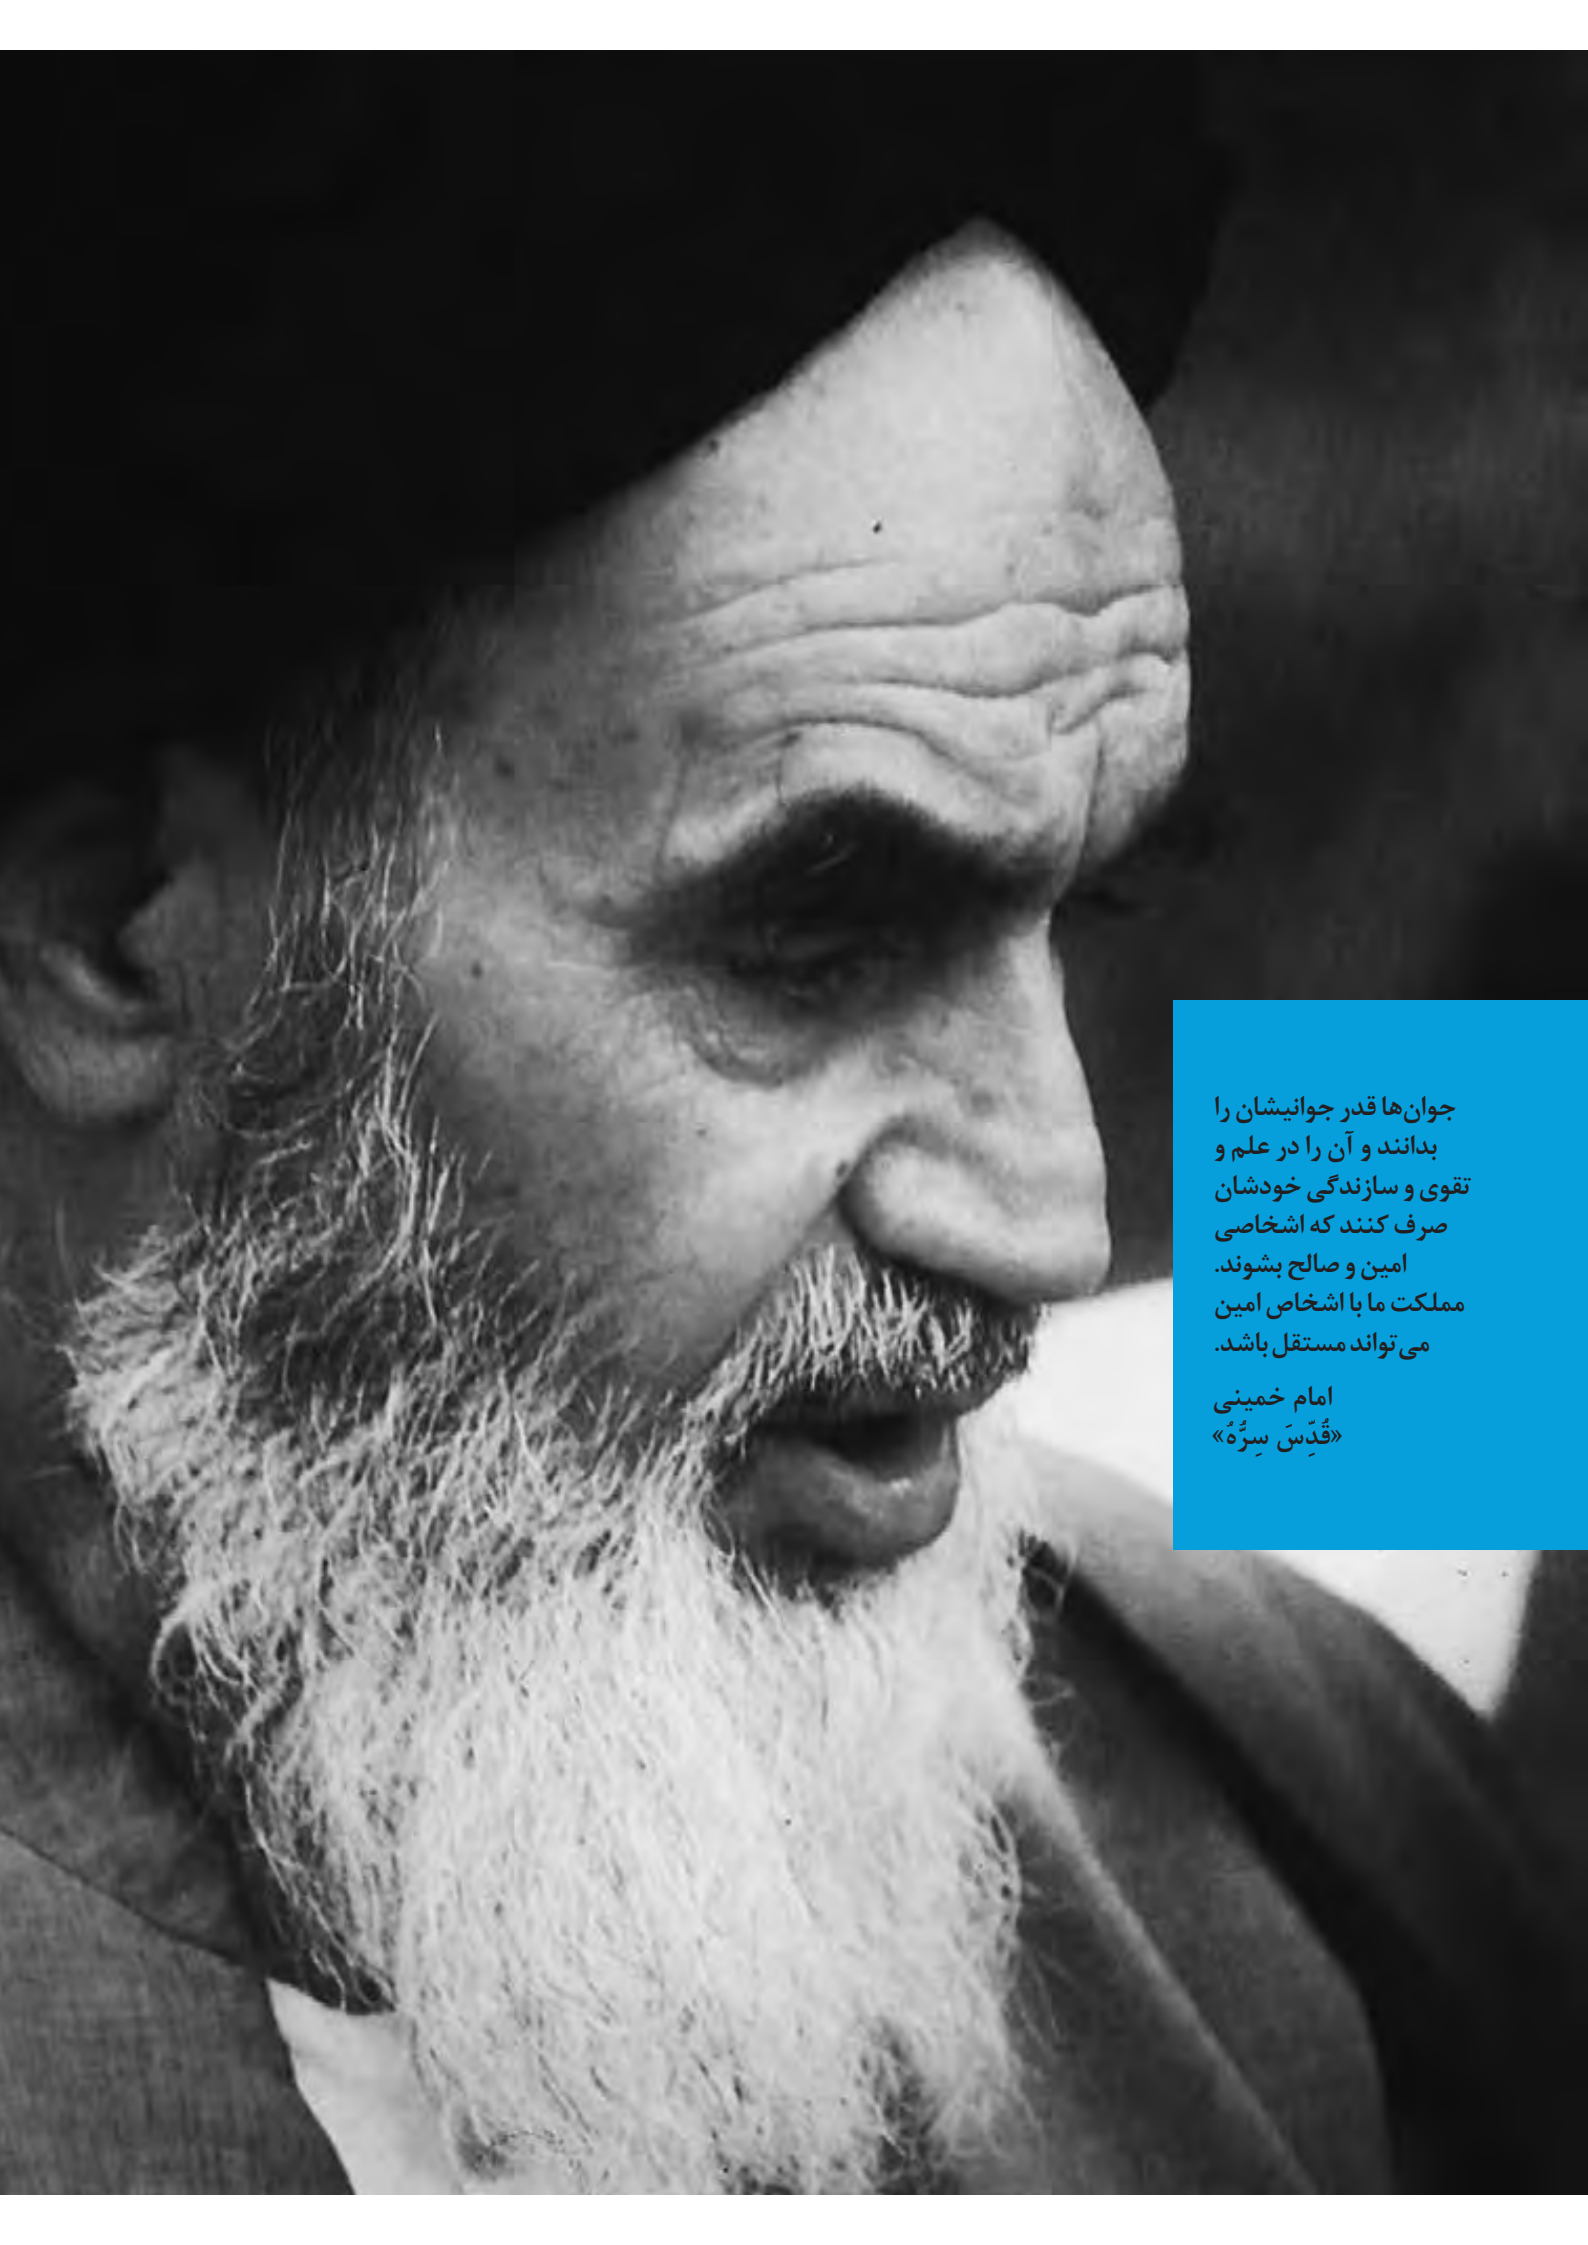 جوان‌ها قدر جوانیشان را
بدانند و آن را در علم و
تقوی و سازندگی خودشان
صرف کنند که اشخاصی
امین و صالح بشوند.
مملکت ما با اشخاص امین
می‌تواند مستقل باشد.
امام خمینی
«قُدِّسَ سِرُّهُ»